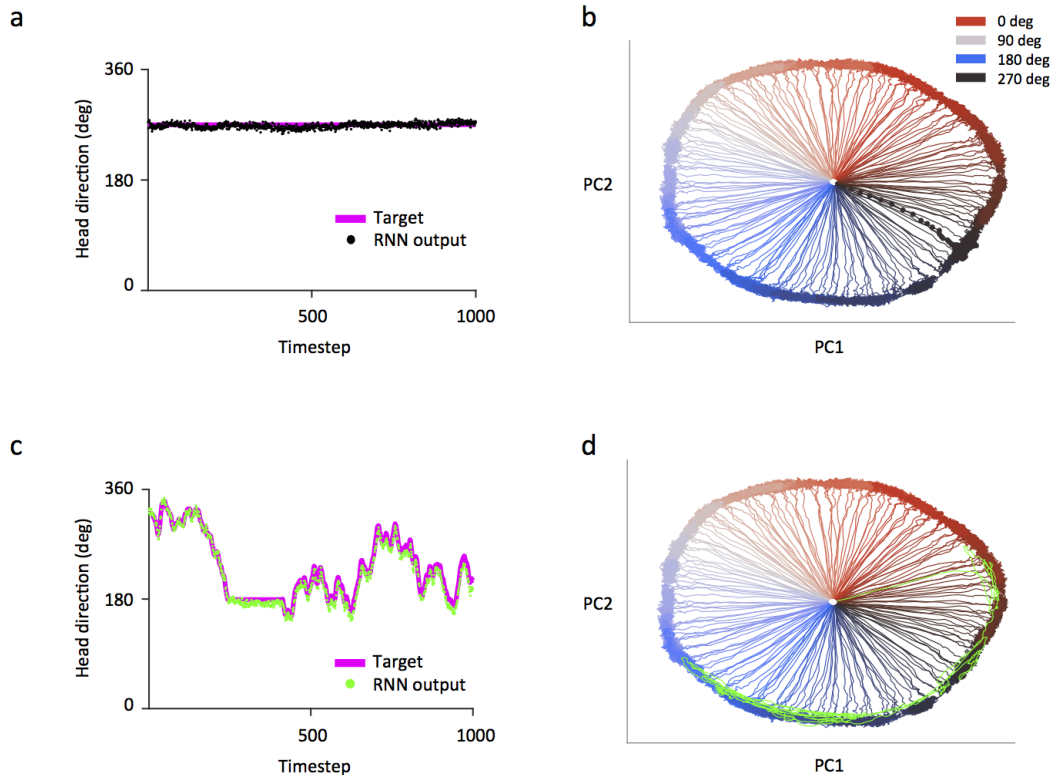 a
360
180
0
Head direction (deg)
Target
RNN output
500
1000
Timestep
b
0 deg
90 deg
180 deg
270 deg
PC2
PC1
c
360
180
0
Head direction (deg)
Target
RNN output
500
1000
Timestep
d
PC2
PC1